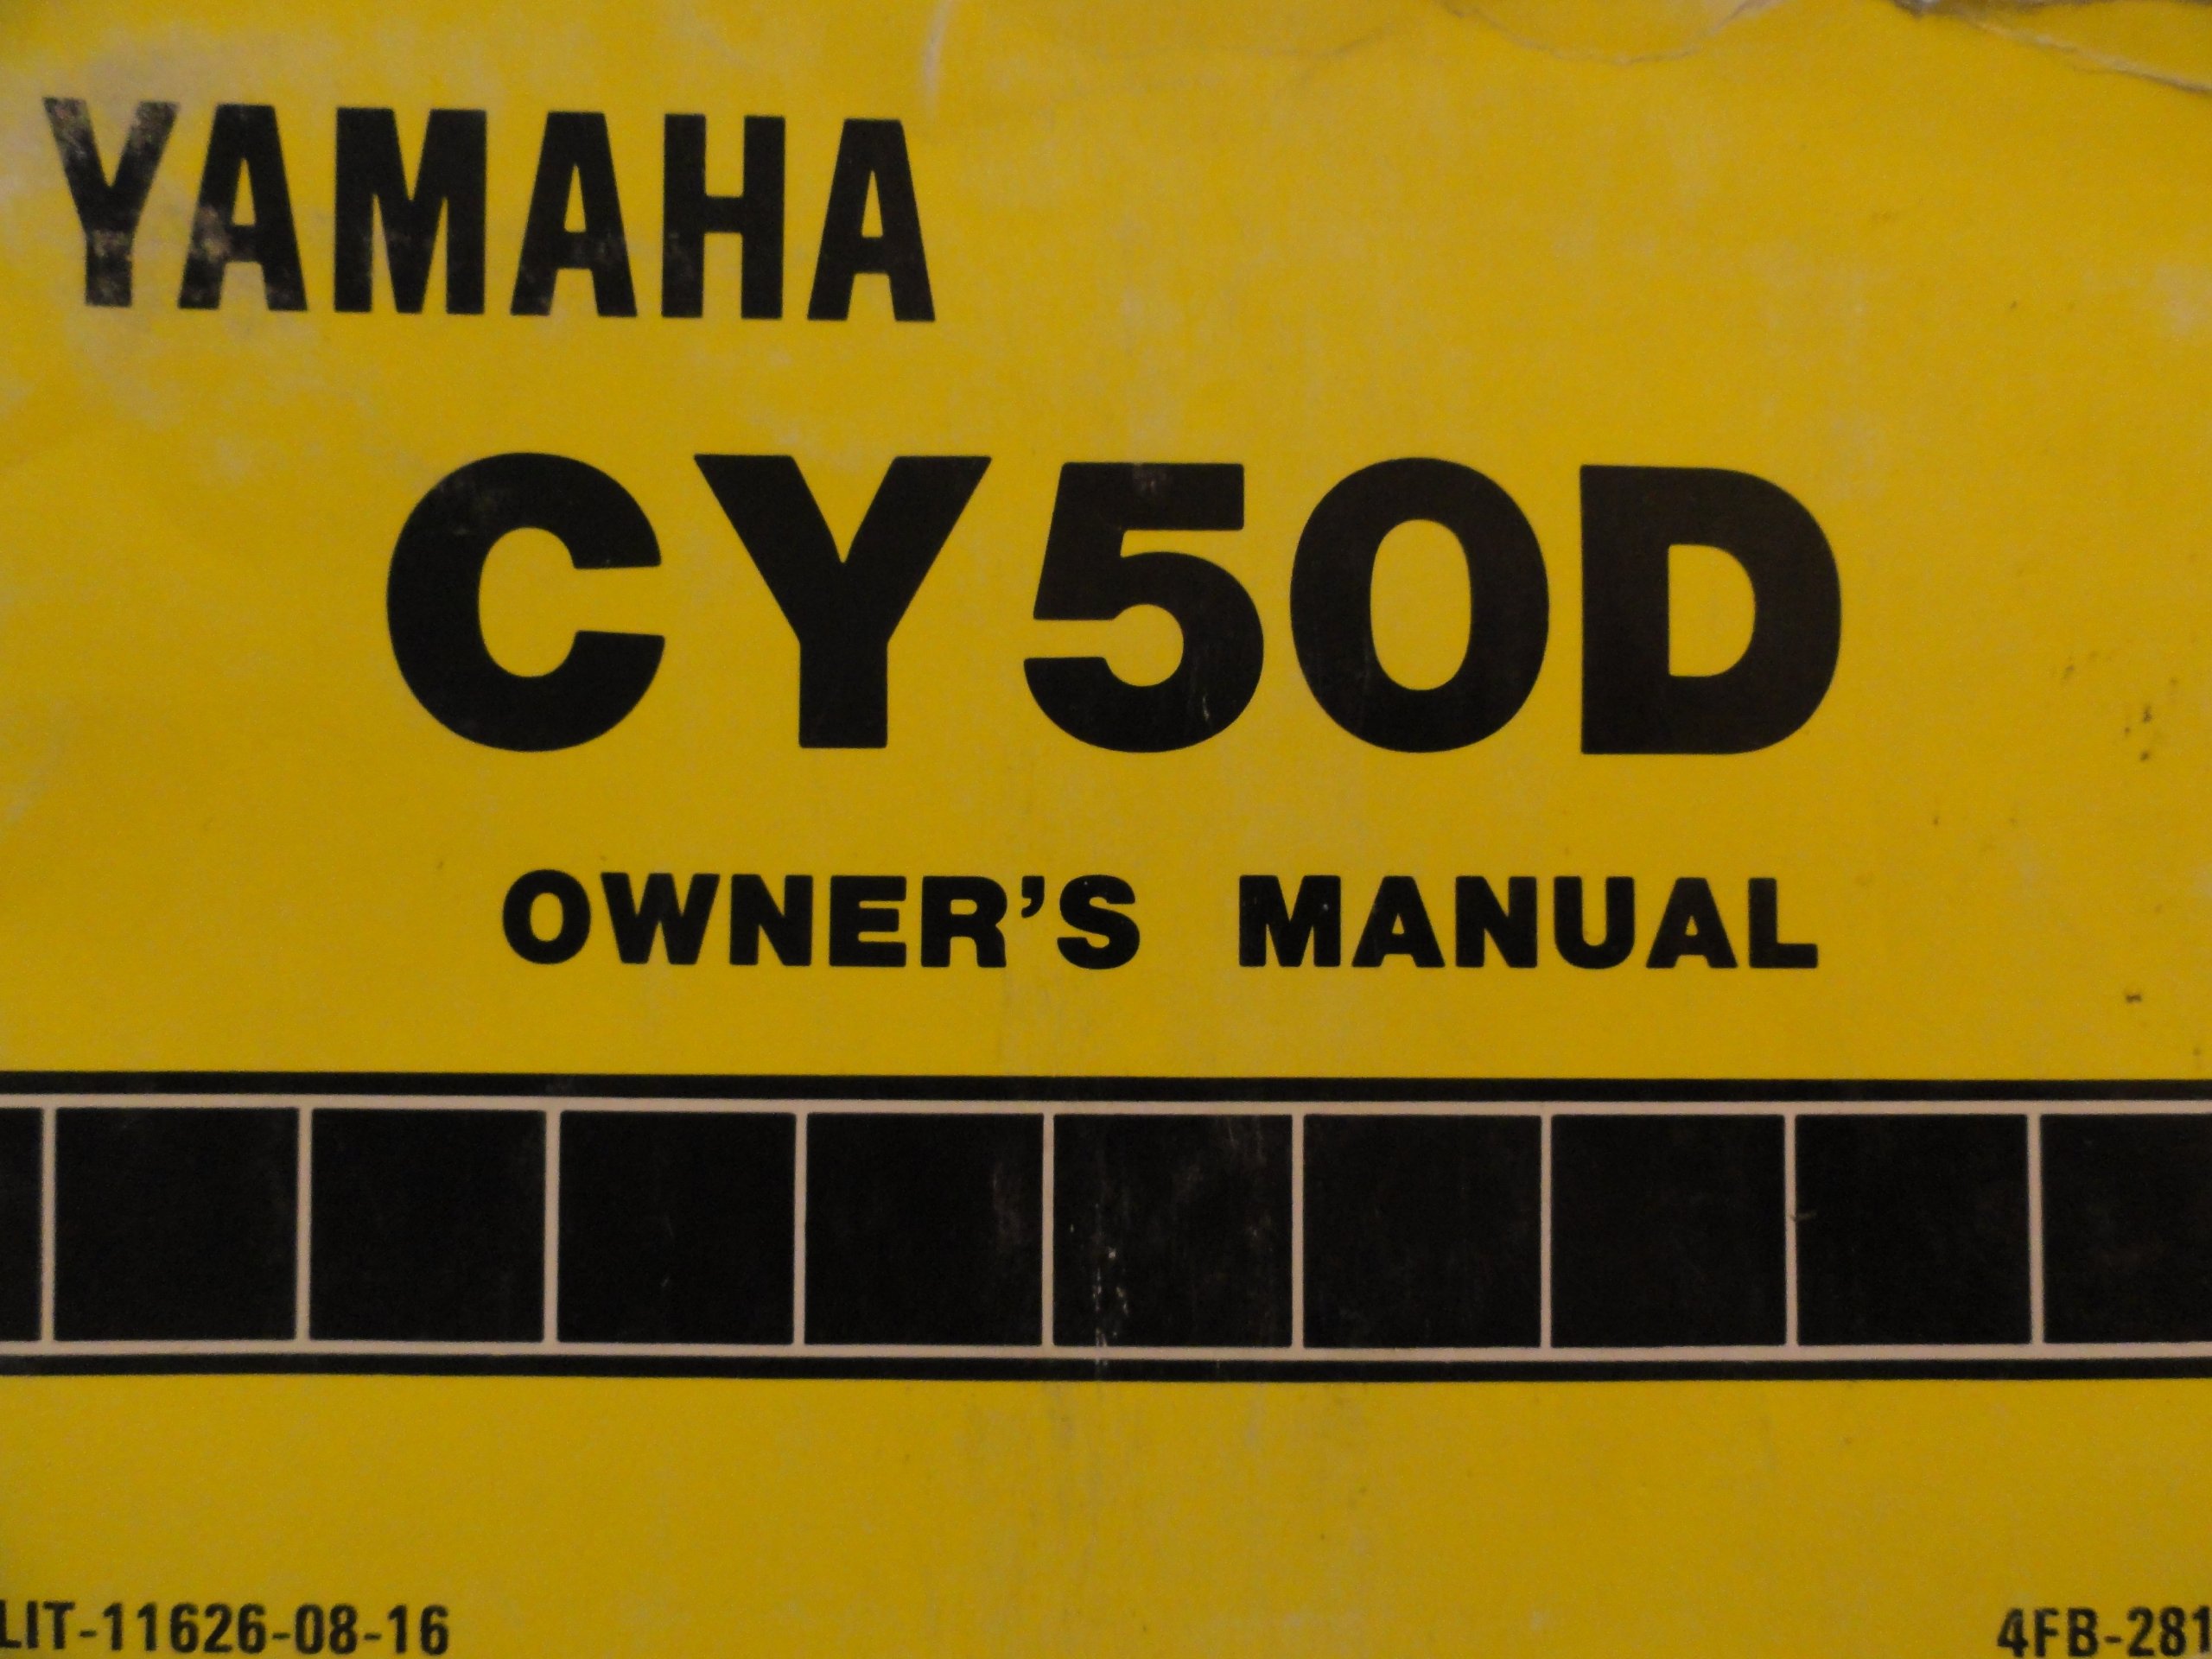 YAMAHA
CY50D
OWNER'S MANUAL
LIT-11626-08-16
4FB-281